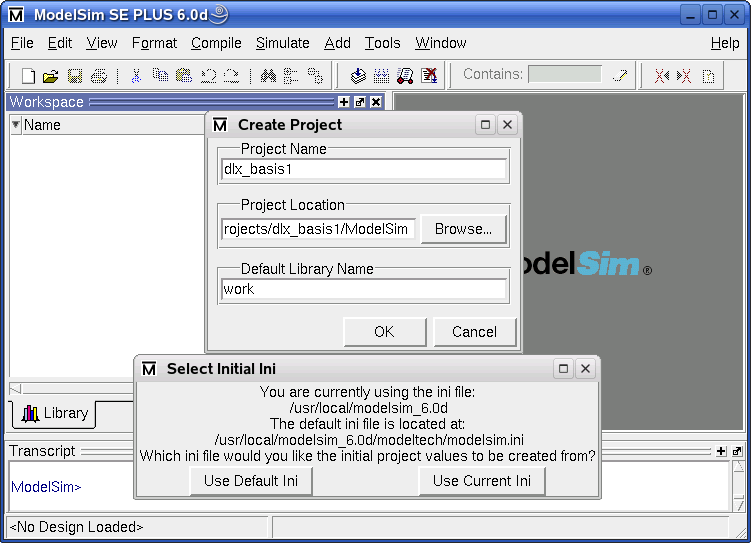 ModelSim SE PLUS 6.0d
File Edit View Format Compile Simulate Add Tools Window Help
Contains:
Workspace
Name
Create Project
Project Name
dlx_basis1
Project Location
rojects/dlx_basis1/ModelSim Browse...
Default Library Name
work
OK Cancel
odelSim ®
Select Initial Ini
You are currently using the ini file:
/usr/local/modelsim_6.0d
The default ini file is located at:
/usr/local/modelsim_6.0d/modeltech/modelsim.ini
Which ini file would you like the initial project values to be created from?
Use Default Ini Use Current Ini
Library
Transcript
ModelSim>
<No Design Loaded>